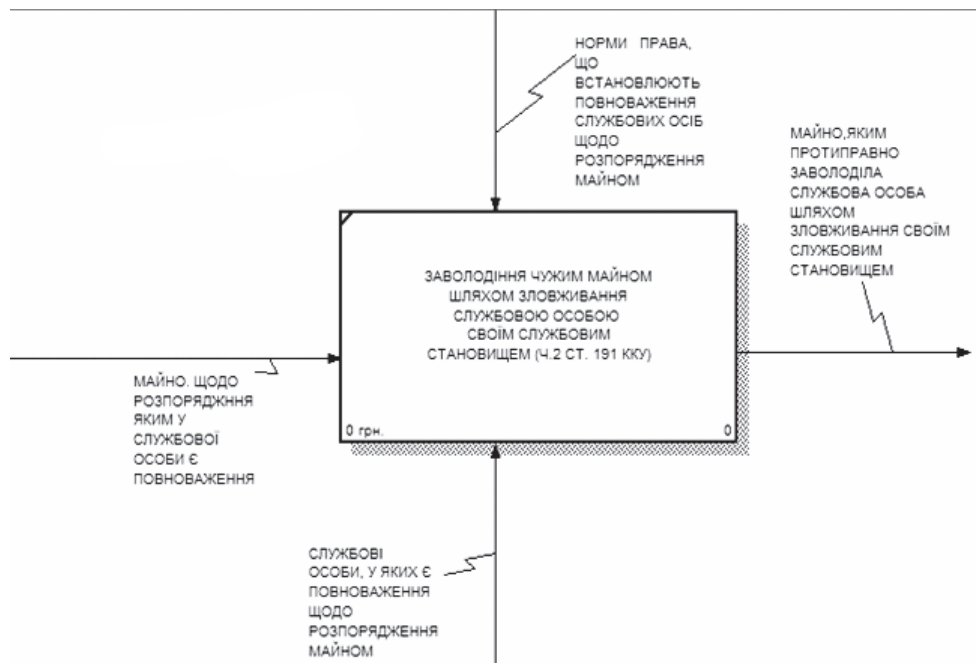 НОРМИ ПРАВА,
ЩО
ВСТАНОВЛЮЮТЬ
ПОВНОВАЖЕННЯ
СЛУЖБОВИХ ОСІБ
ЩОДО
РОЗПОРЯДЖЕННЯ
МАЙНОМ
МАЙНО,ЯКИМ
ПРОТИПРАВНО
ЗАВОЛОДІЛА
СЛУЖБОВА ОСОБА
ШЛЯХОМ
ЗЛОВЖИВАННЯ СВОЇМ
СЛУЖБОВИМ
СТАНОВИЩЕМ
ЗАВОЛОДІННЯ ЧУЖИМ МАЙНОМ
ШЛЯХОМ ЗЛОВЖИВАННЯ
СЛУЖБОВОЮ ОСОБОЮ
СВОЇМ СЛУЖБОВИМ
СТАНОВИЩЕМ (Ч.2 СТ. 191 ККУ)
0 грн.
0
МАЙНО. ЩОДО
РОЗПОРЯДЖННЯ
ЯКИМ У
СЛУЖБОВОЇ
ОСОБИ Є
ПОВНОВАЖЕННЯ
СЛУЖБОВІ
ОСОБИ, У ЯКИХ Є
ПОВНОВАЖЕННЯ
ЩОДО
РОЗПОРЯДЖЕННЯ
МАЙНОМ